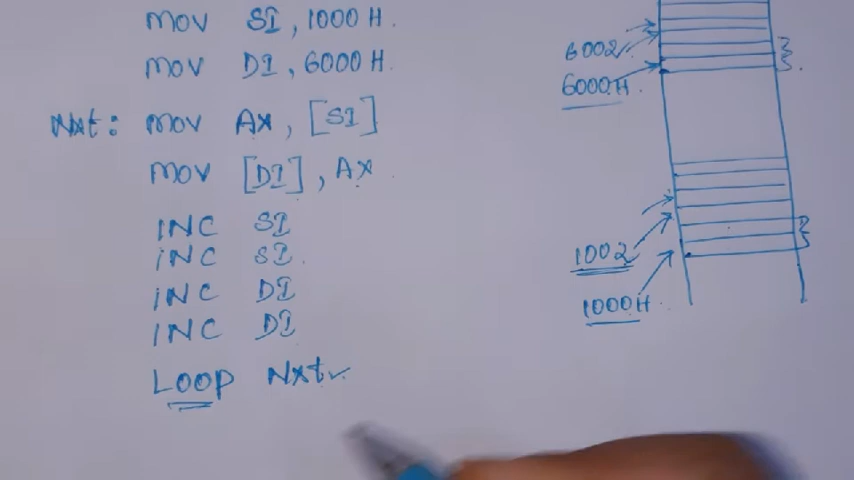 MOV SI, 1000 H.
MOV DI, 6000 H.
Nxt: MOV AX, [SI]
MOV [DI], AX
INC SI
INC SI.
INC DI
INC DI
LOOP Nxt
6002
6000H.
1002
1000H.